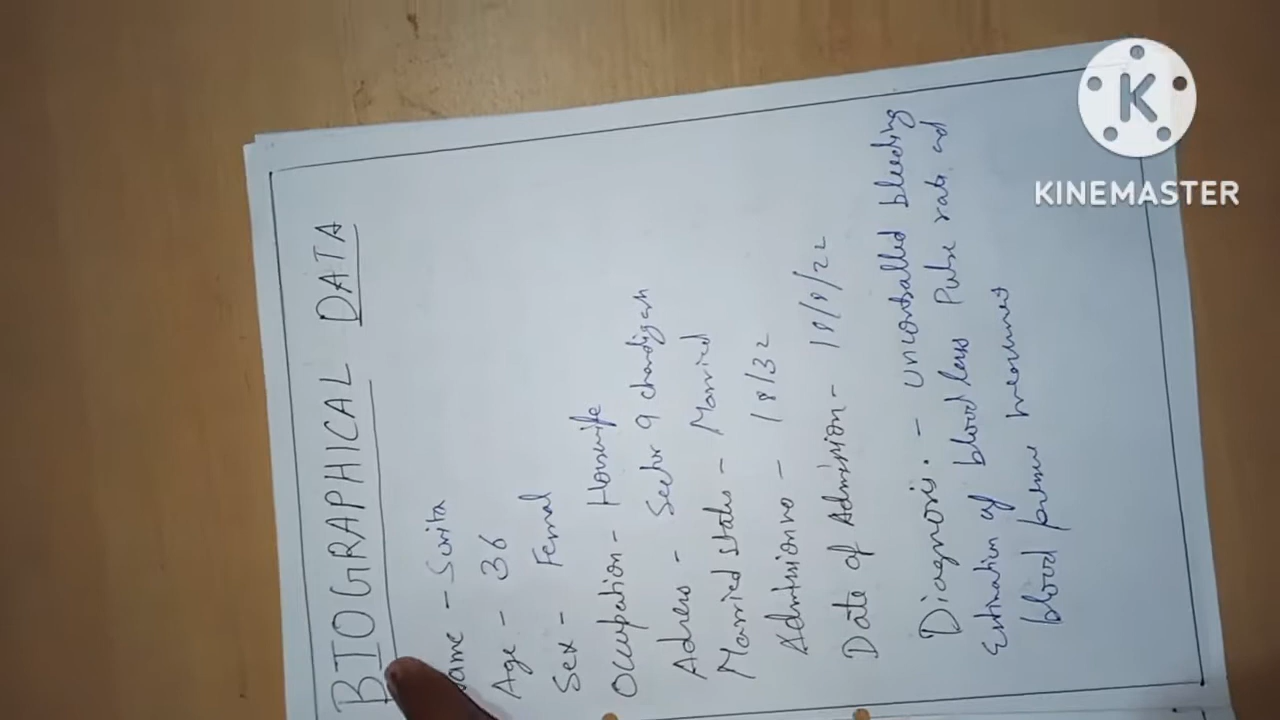 BIOGRAPHICAL DATA
ame - Sunita
Age - 36
Sex - Femal
Occupation - Housewife
Adress - Sector 9 chandigarh
Married status - Married
Admission no - 18/32
Date of Admission - 18/8/22
Diagnosis. - uncontrolled bleeding
Estimation of blood loss Pulse rate and
blood pressure
K
KINEMASTER